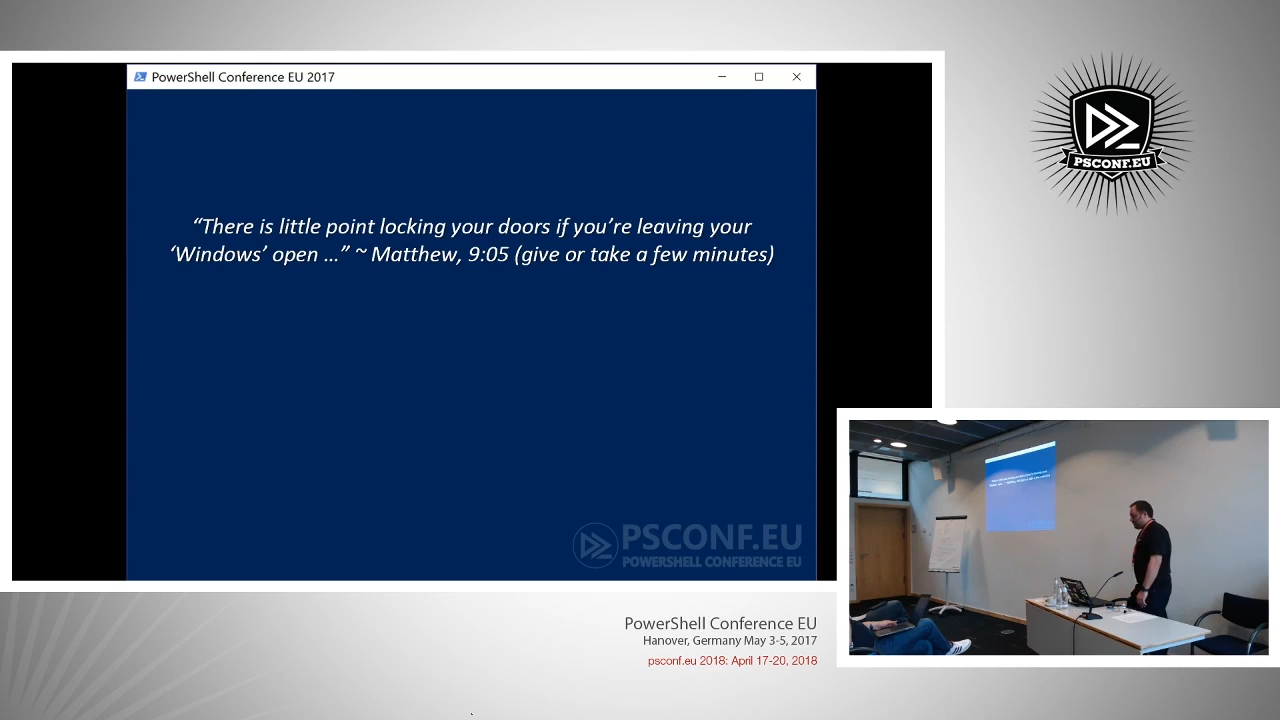 PowerShell Conference EU 2017
“There is little point locking your doors if you’re leaving your
‘Windows’ open ...” ~ Matthew, 9:05 (give or take a few minutes)
PSCONF.EU
POWERSHELL CONFERENCE EU
PSCONF.EU
PowerShell Conference EU
Hanover, Germany May 3-5, 2017
psconf.eu 2018: April 17-20, 2018